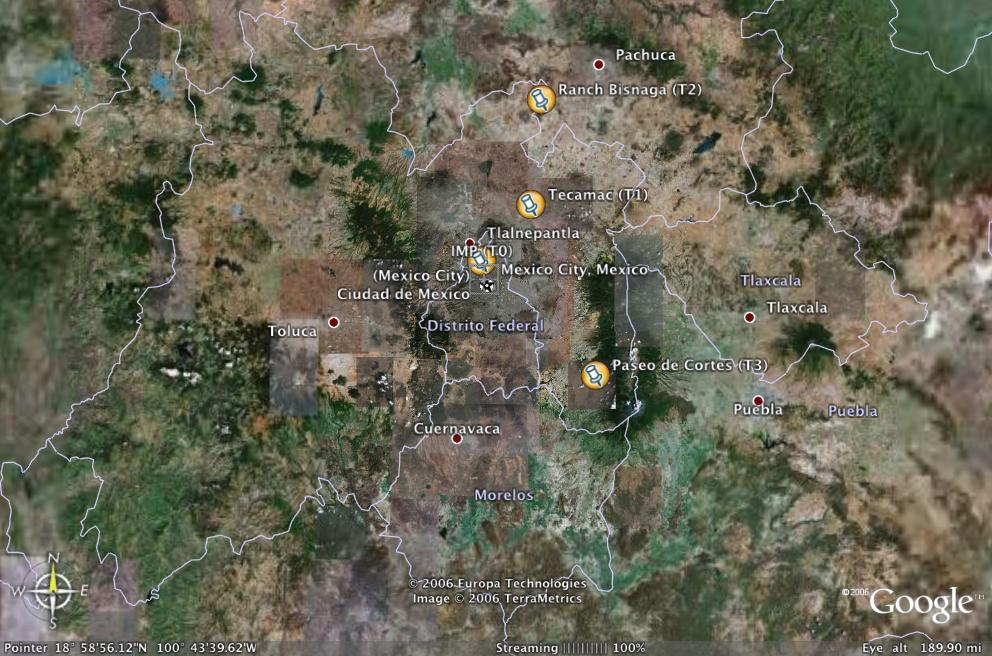 Pachuca
Ranch Bisnaga (T2)
Tecamac (T1)
Tlalnepantla
IMP (T0)
(Mexico City) Mexico City, Mexico
Ciudad de Mexico
Tlaxcala
Tlaxcala
Toluca
Distrito Federal
Paseo de Cortes (T3)
Puebla
Puebla
Cuernavaca
Morelos
N
W E
S
© 2006 Europa Technologies
Image © 2006 TerraMetrics
©2006 Google™
Pointer 18° 58'56.12"N 100° 43'39.62"W Streaming |||||||||| 100% Eye alt 189.90 mi